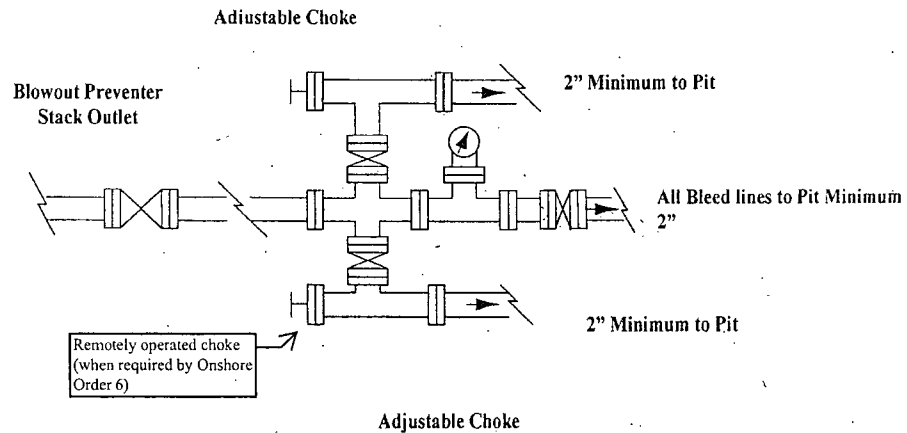 Adjustable Choke
Blowout Preventer
Stack Outlet
2” Minimum to Pit
All Bleed lines to Pit Minimum
2”
2” Minimum to Pit
Remotely operated choke
(when required by Onshore
Order 6)
Adjustable Choke